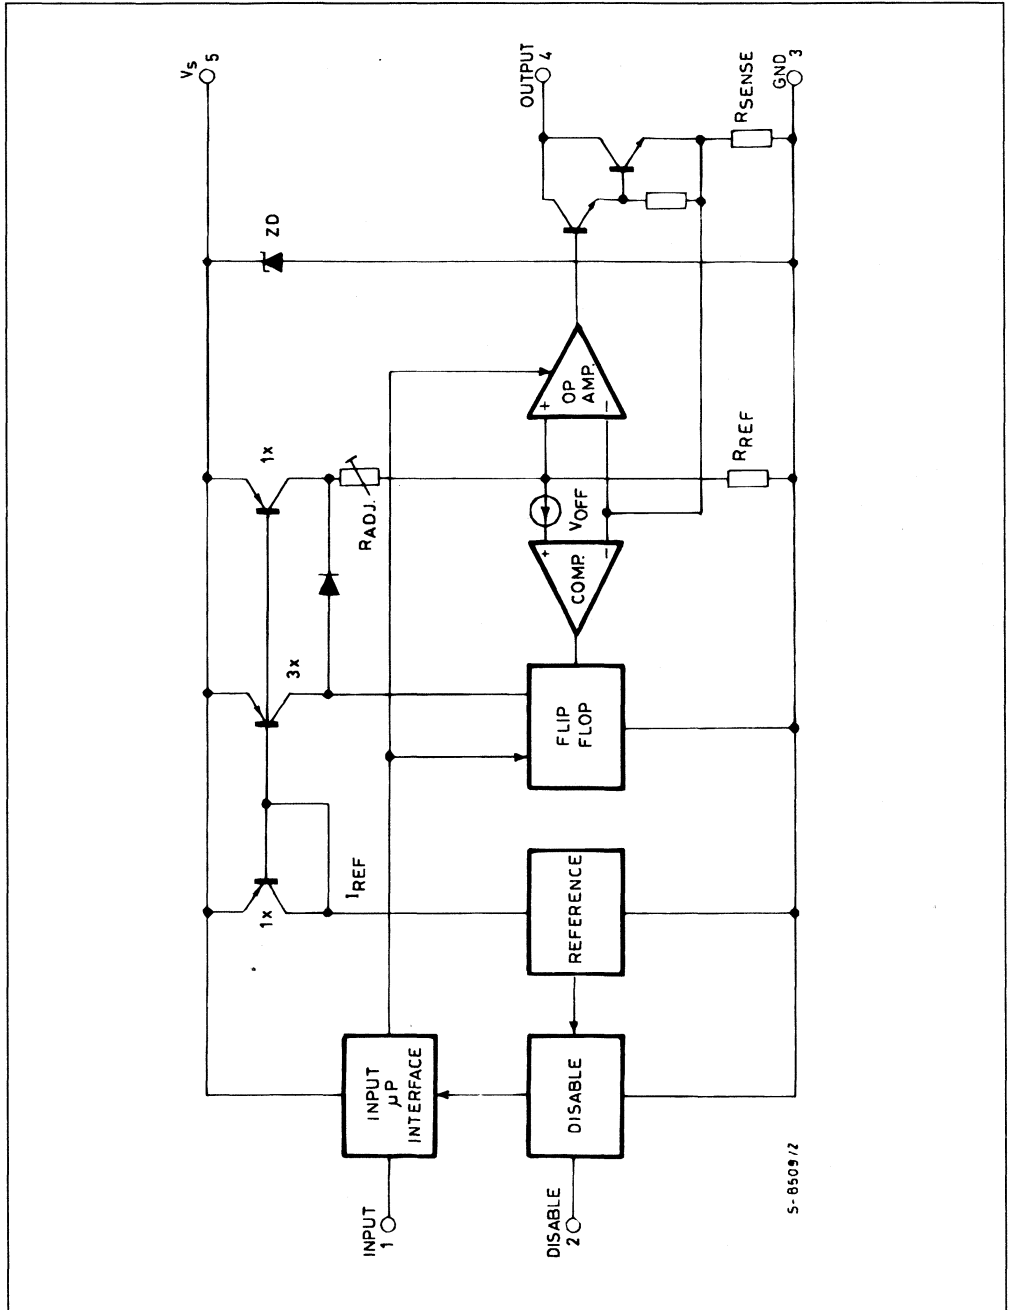 Vs
5
OUTPUT
4
RSENSE
GND
3
ZD
1x
RADJ.
OP
AMP.
+
−
RREF
VOFF
+
−
COMP.
3x
FLIP
FLOP
1x
IREF
REFERENCE
INPUT
µP
INTERFACE
DISABLE
INPUT
1
DISABLE
2
S-8509/2